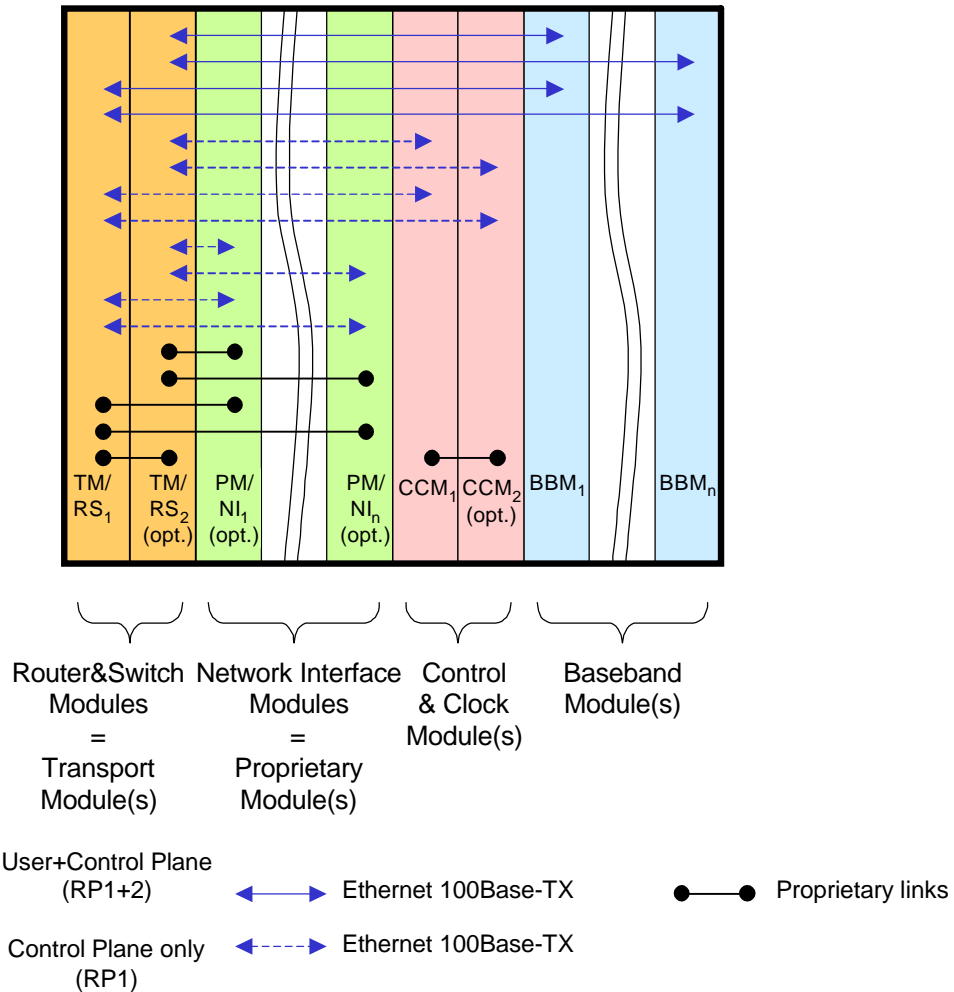 TM/
RS1
TM/
RS2
(opt.)
PM/
NI1
(opt.)
PM/
NIn
(opt.)
CCM1
CCM2
(opt.)
BBM1
BBMn
Router&Switch
Modules
=
Transport
Module(s)
Network Interface
Modules
=
Proprietary
Module(s)
Control
& Clock
Module(s)
Baseband
Module(s)
User+Control Plane
(RP1+2)
Ethernet 100Base-TX
Proprietary links
Control Plane only
(RP1)
Ethernet 100Base-TX